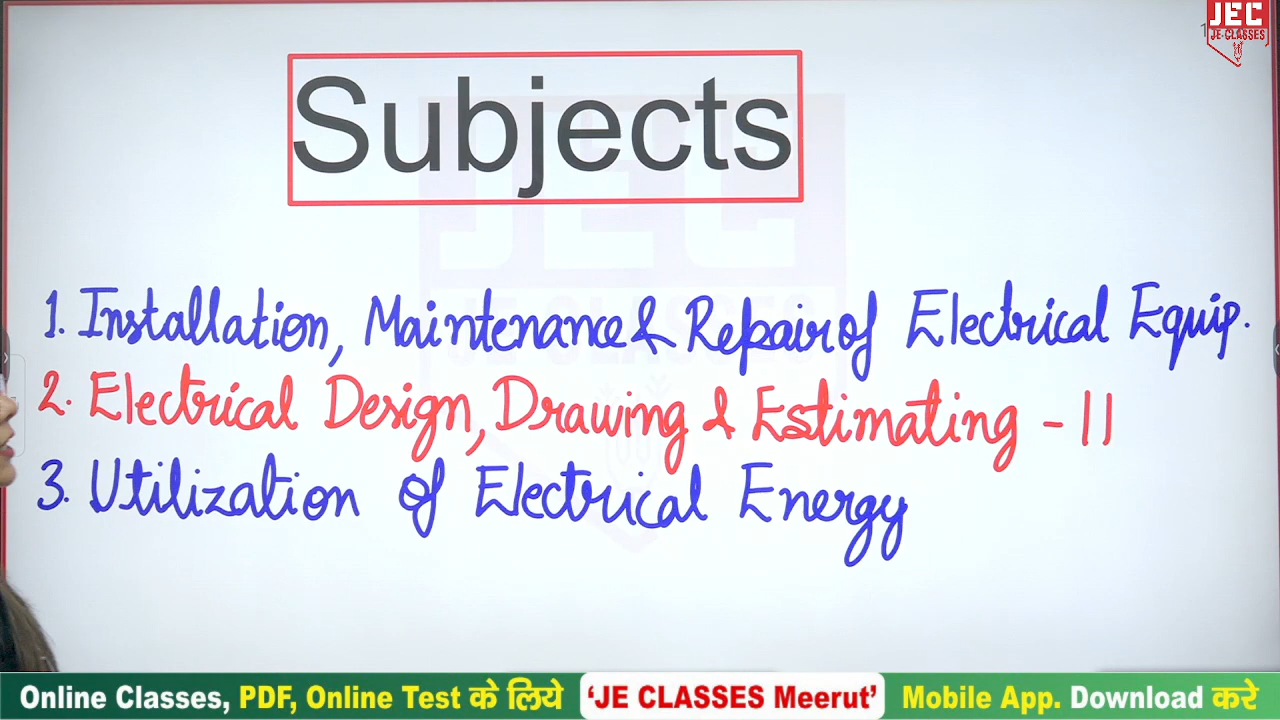 JEC
JE CLASSES
Subjects
1. Installation, Maintenance & Repair of Electrical Equip.
2. Electrical Design, Drawing & Estimating - II
3. Utilization of Electrical Energy
Online Classes, PDF, Online Test के लिये 'JE CLASSES Meerut' Mobile App. Download करे